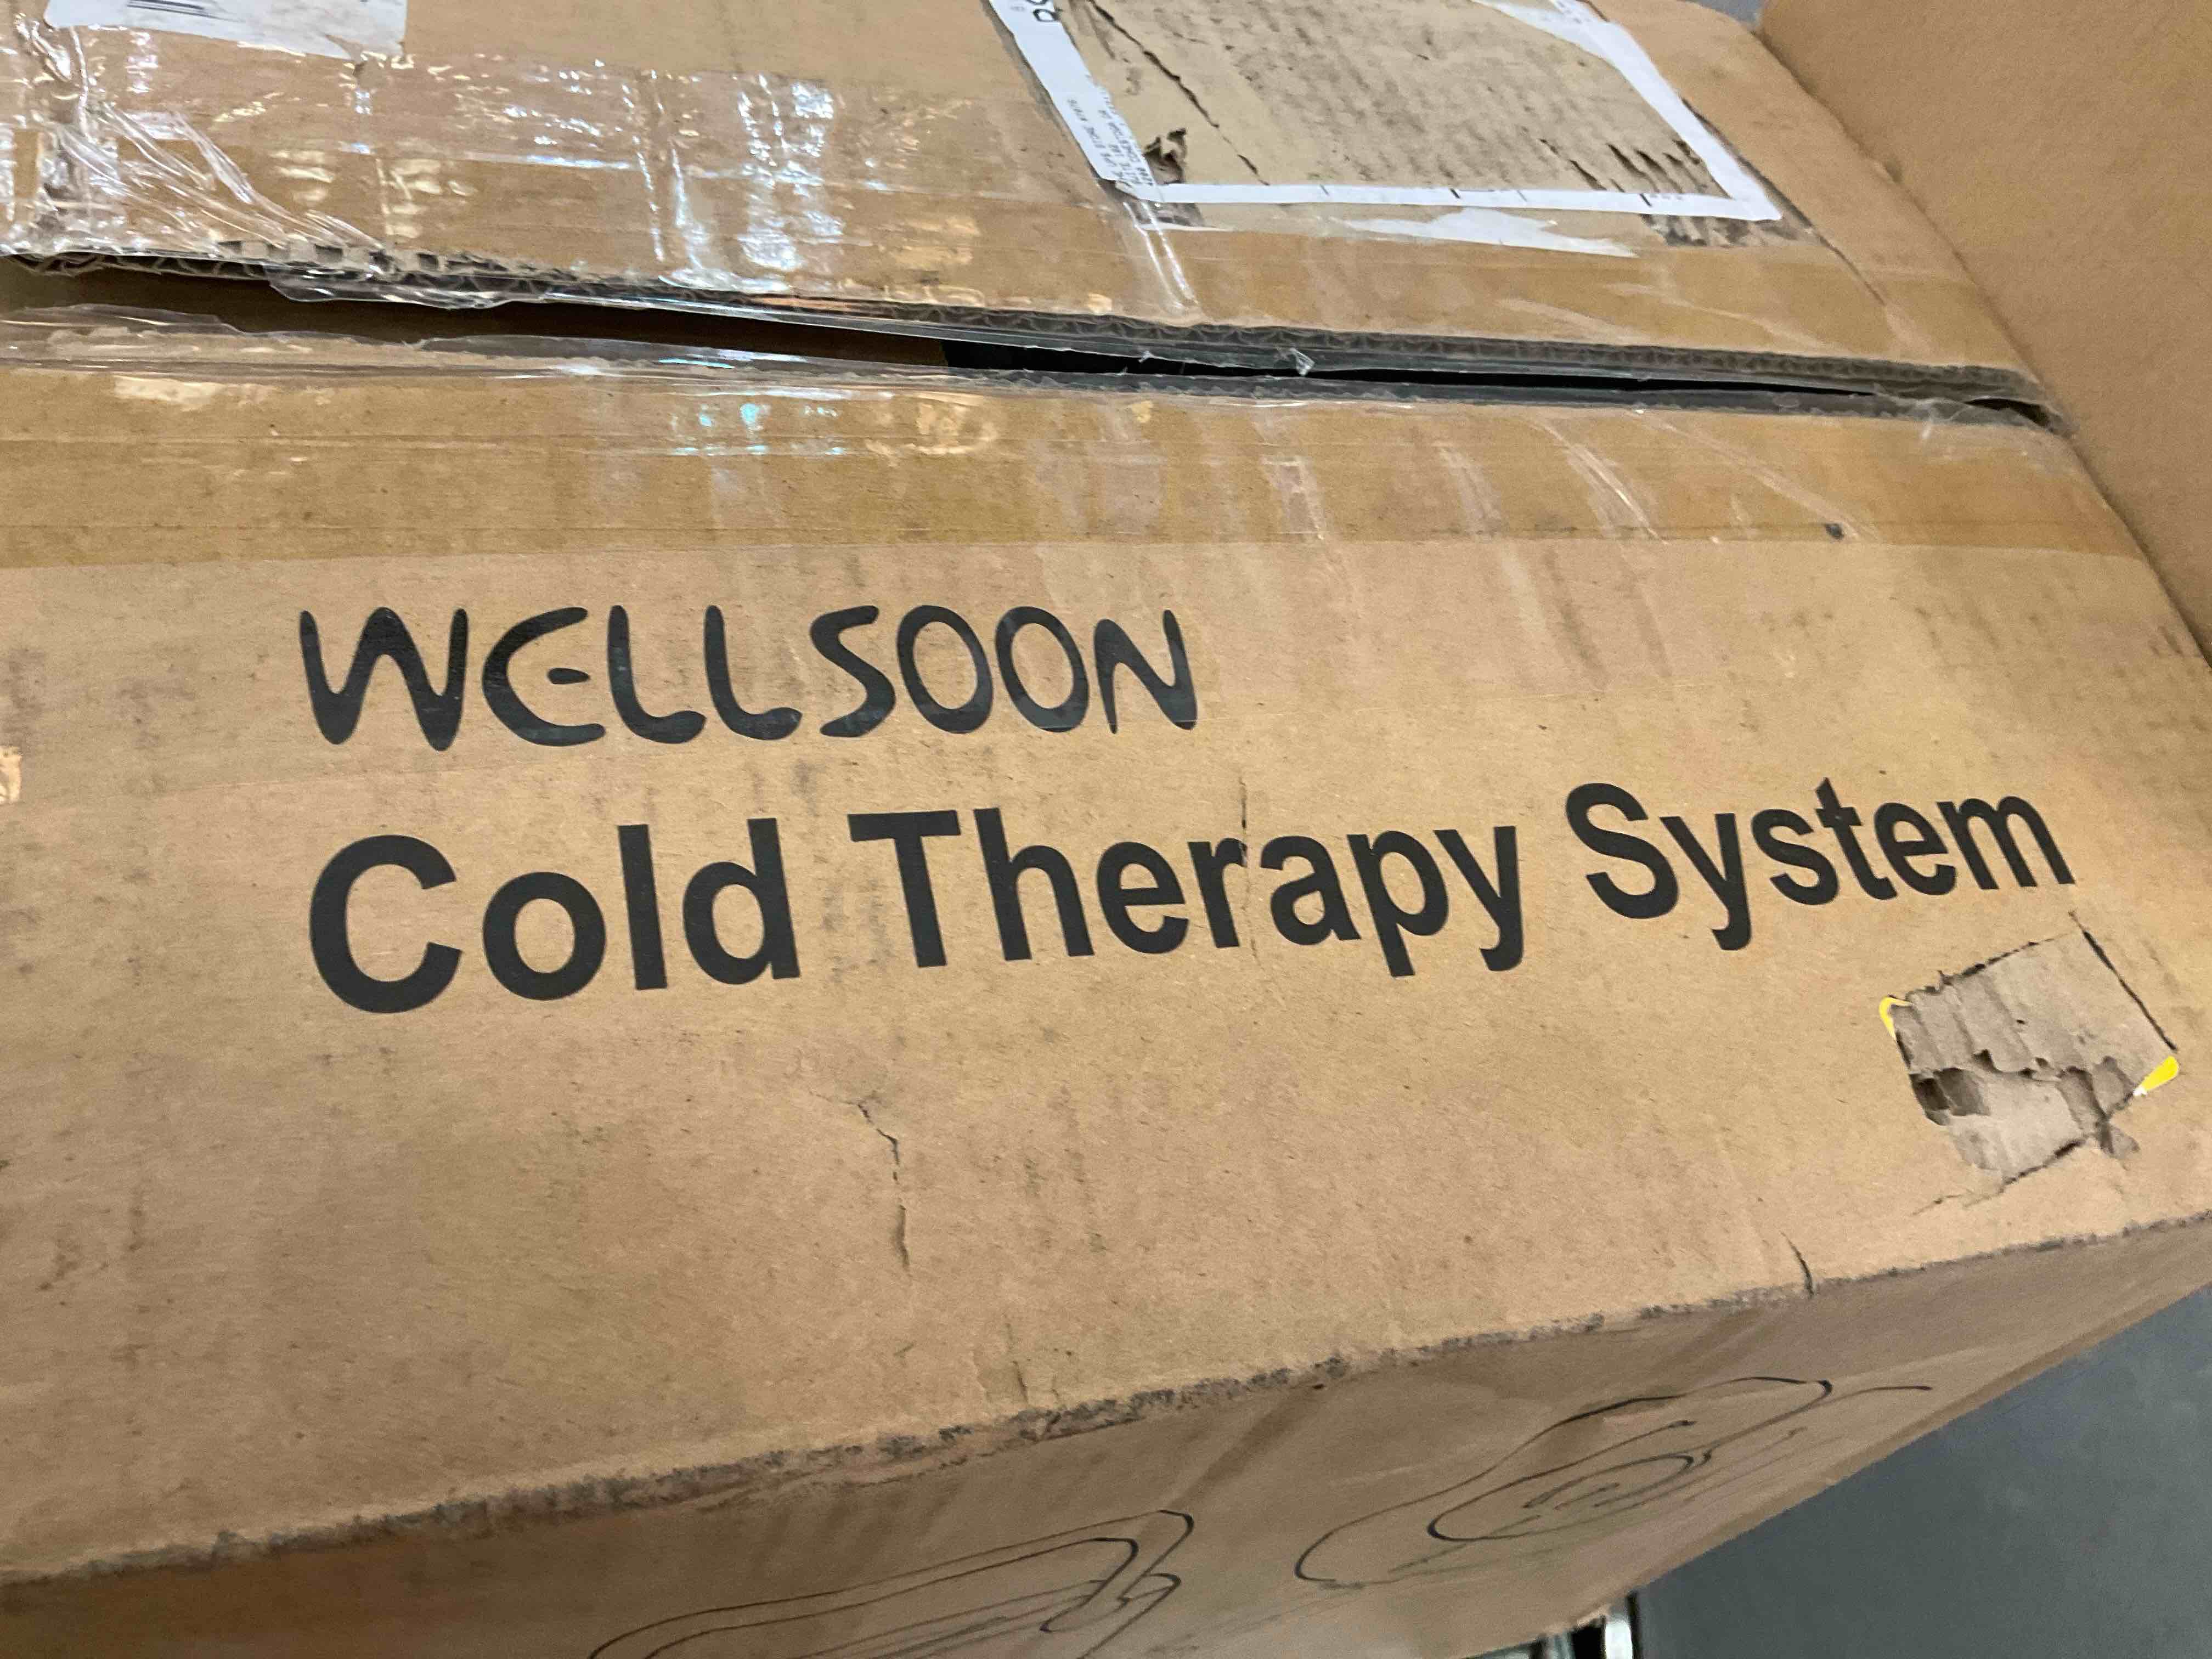 WELLSOON
Cold Therapy System